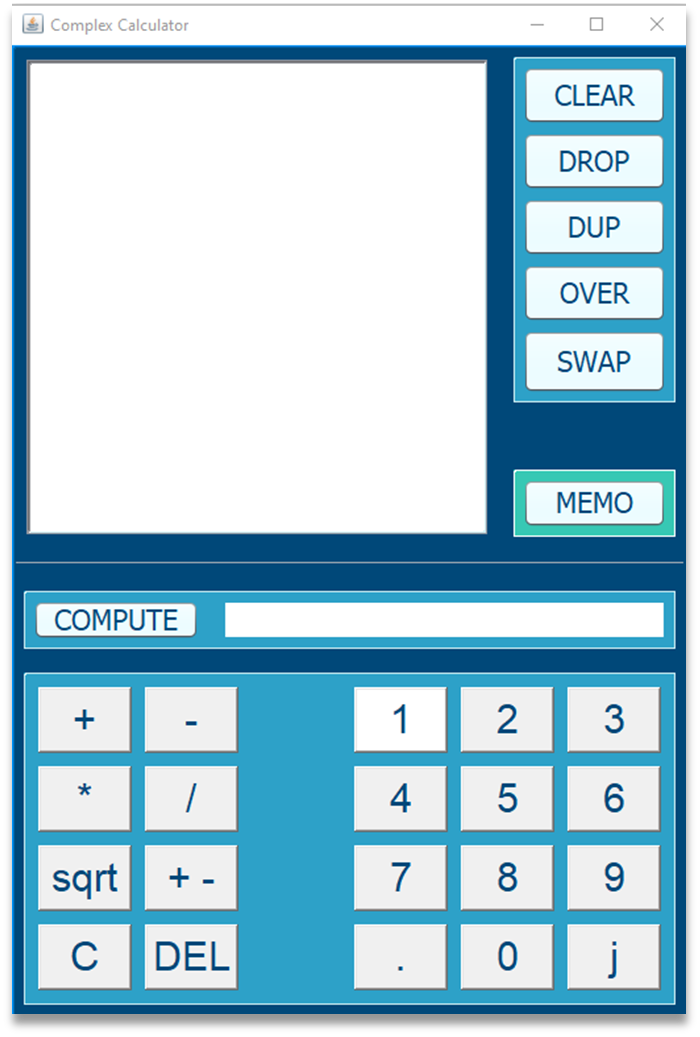 Complex Calculator
CLEAR
DROP
DUP
OVER
SWAP
MEMO
COMPUTE
+ - 1 2 3
* / 4 5 6
sqrt + - 7 8 9
C DEL . 0 j